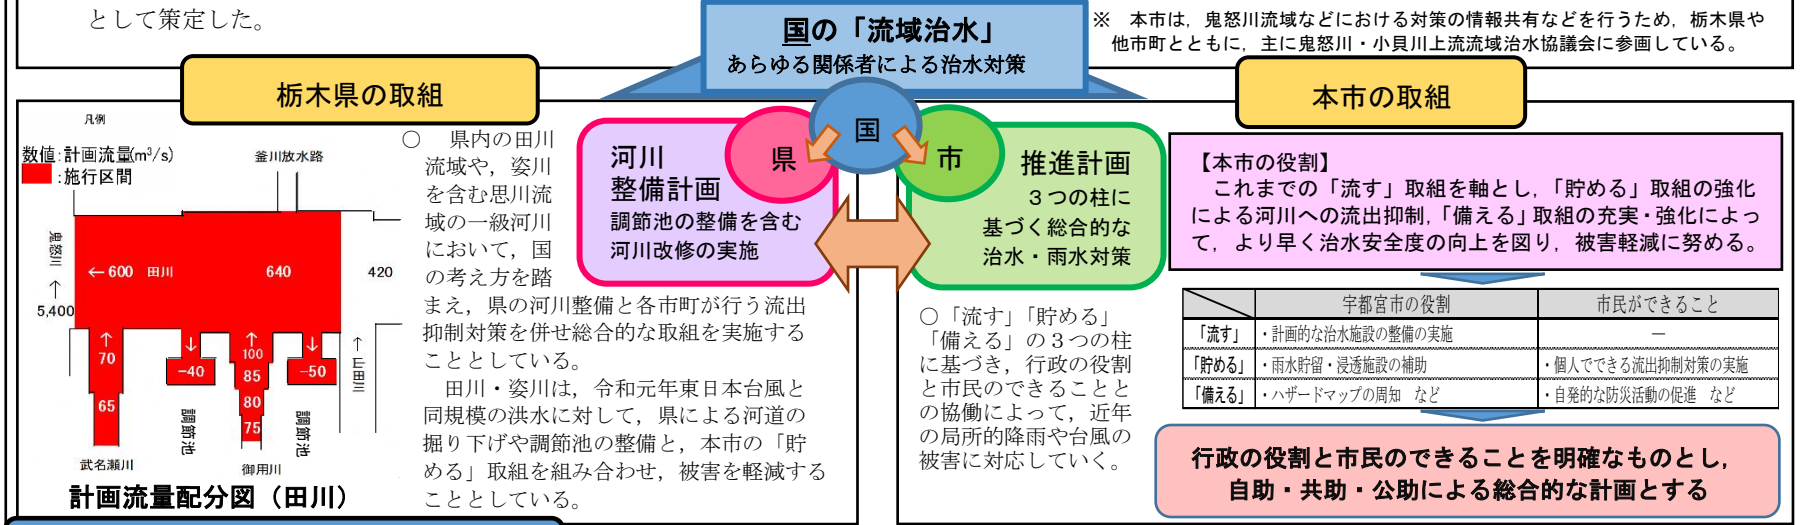 として策定した。
国の「流域治水」
あらゆる関係者による治水対策
※　本市は，鬼怒川流域などにおける対策の情報共有などを行うため，栃木県や
他市町とともに，主に鬼怒川・小貝川上流流域治水協議会に参画している。
栃木県の取組
凡例
数値:計画流量(m³/s)
:施行区間
釜川放水路
鬼怒川
↑
5,400
←600 田川
640
420
↑
70
65
↓
-40
↑
100
85
80
75
↓
-50
↑山田川
調節池
調節池
武名瀬川
御用川
計画流量配分図（田川）
○　県内の田川
流域や，姿川
を含む思川流
域の一級河川
において，国
の考え方を踏
まえ，県の河川整備と各市町が行う流出
抑制対策を併せ総合的な取組を実施する
こととしている。
田川・姿川は，令和元年東日本台風と
同規模の洪水に対して，県による河道の
掘り下げや調節池の整備と，本市の「貯
める」取組を組み合わせ，被害を軽減する
こととしている。
国
県
市
河川
整備計画
調節池の整備を含む
河川改修の実施
推進計画
３つの柱に
基づく総合的な
治水・雨水対策
○「流す」「貯める」
「備える」の３つの柱
に基づき，行政の役割
と市民のできることと
の協働によって，近年
の局所的降雨や台風の
被害に対応していく。
本市の取組
【本市の役割】
これまでの「流す」取組を軸とし，「貯める」取組の強化
による河川への流出抑制，「備える」取組の充実・強化によっ
て，より早く治水安全度の向上を図り，被害軽減に努める。
宇都宮市の役割 市民ができること
「流す」 ・計画的な治水施設の整備の実施 －
「貯める」 ・雨水貯留・浸透施設の補助 ・個人でできる流出抑制対策の実施
「備える」 ・ハザードマップの周知　など ・自発的な防災活動の促進　など
行政の役割と市民のできることを明確なものとし，
自助・共助・公助による総合的な計画とする